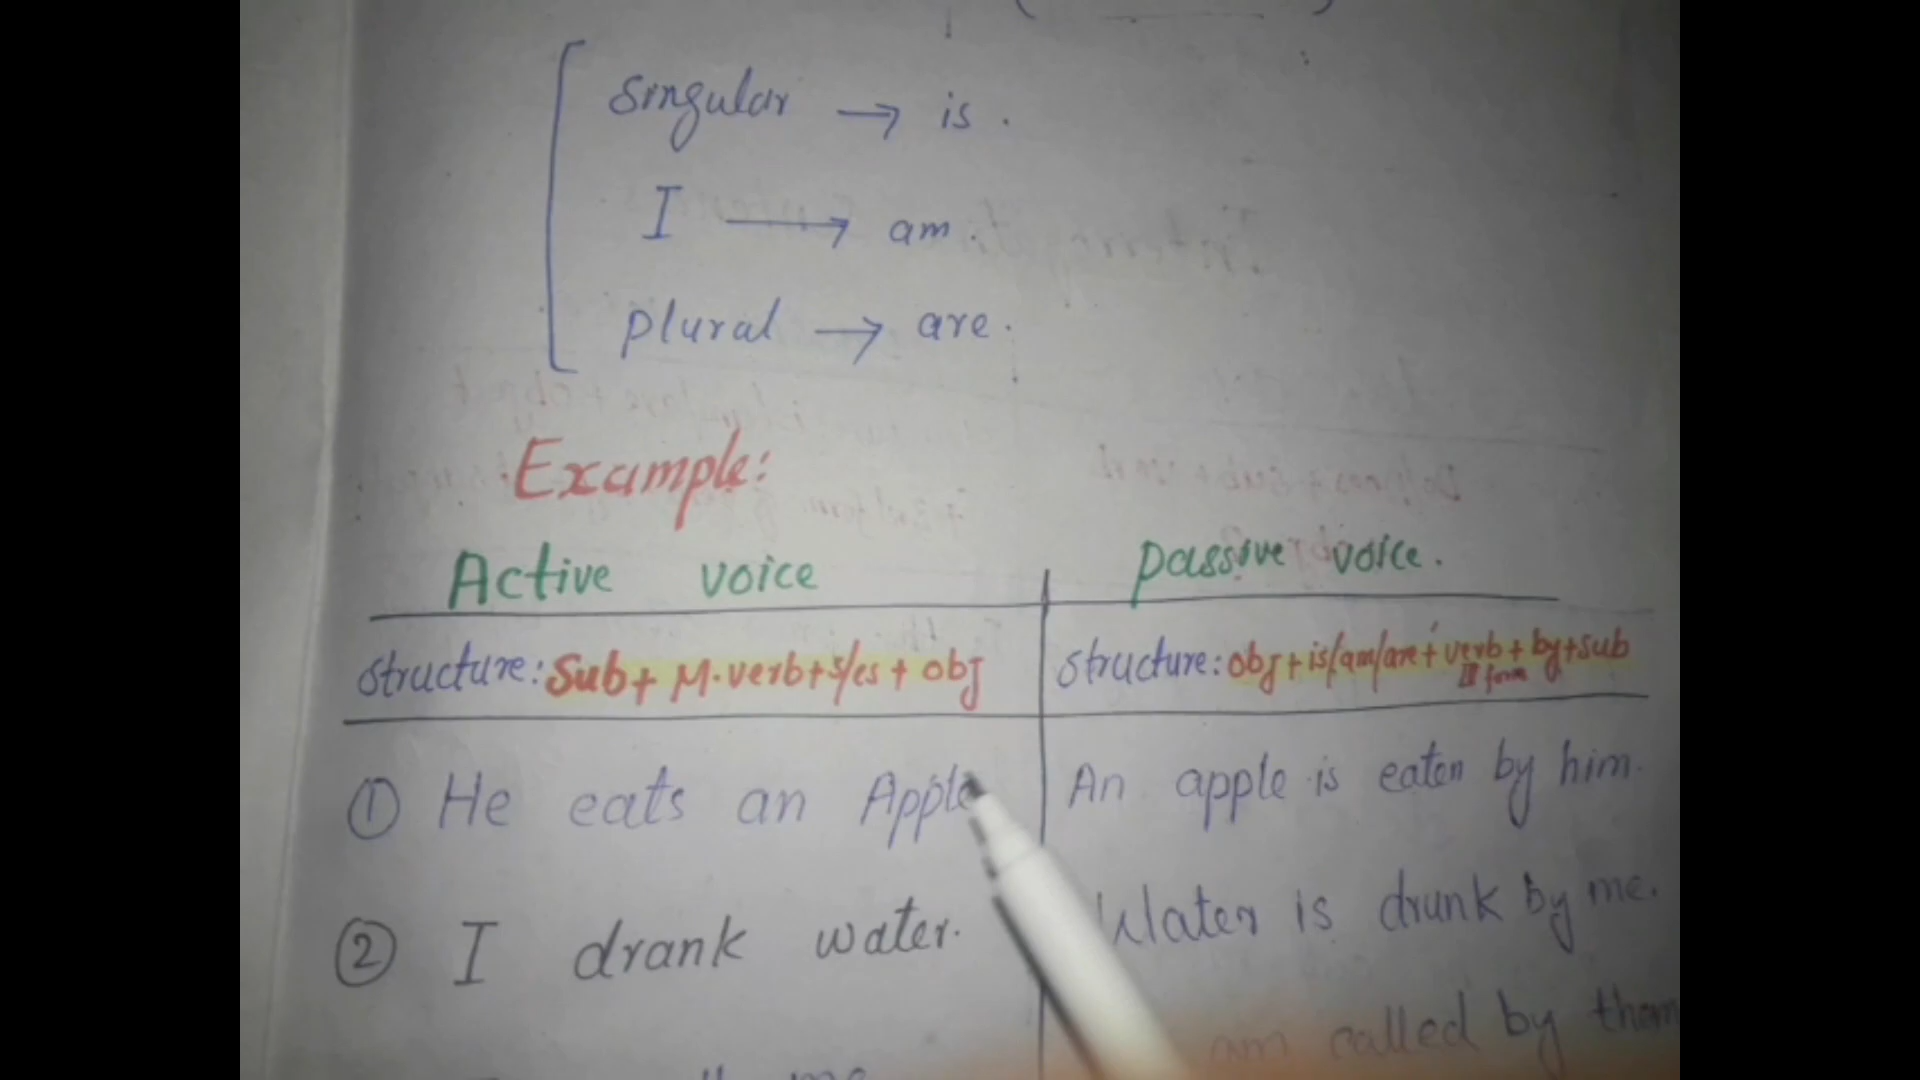 Singular → is.
I → am.
plural → are.
Example:
Active voice
passive voice.
structure: Sub + M.verb+s/es + obj
structure: obj+is/am/are+verb+by+sub
III form
① He eats an Apple
An apple is eaten by him.
② I drank water.
Water is drunk by me.
am called by them
me